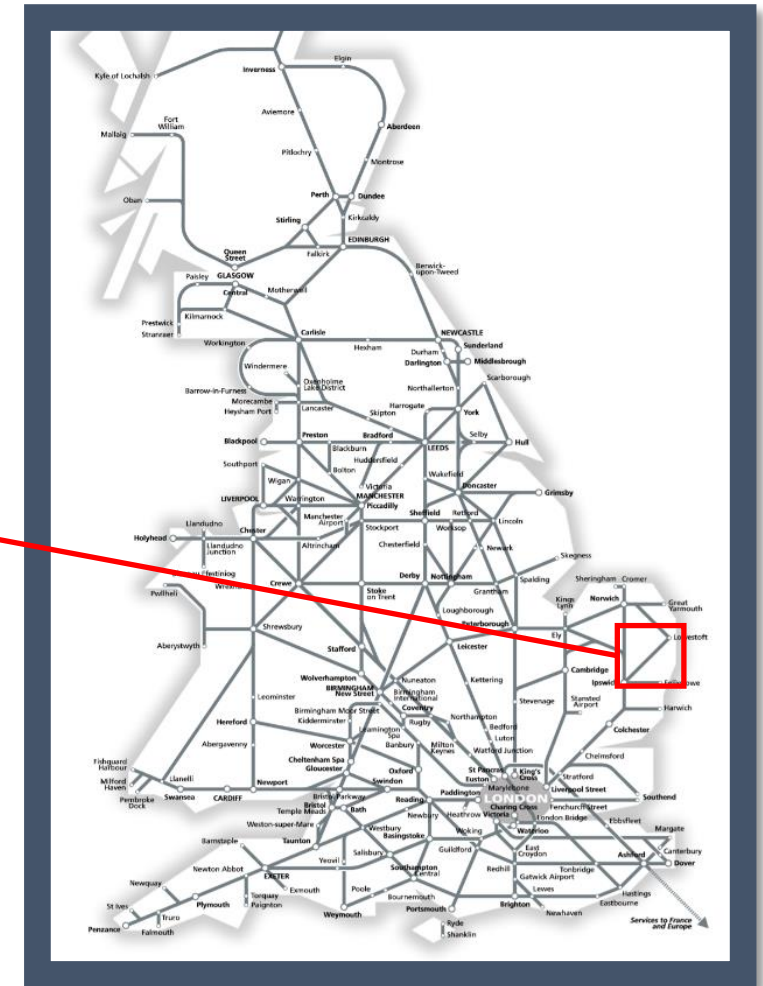 Elgin
Inverness
Kyle of Lochalsh
Aviemore
Fort
William
Aberdeen
Mallaig
Pitlochry
Montrose
Perth
Dundee
Oban
Kirkcaldy
Stirling
EDINBURGH
Queen
Street
Falkirk
Berwick-
upon-Tweed
Paisley
GLASGOW
Central
Motherwell
Prestwick
Kilmarnock
Stranraer
Carlisle
NEWCASTLE
Workington
Hexham
Durham
Sunderland
Darlington
Middlesbrough
Windermere
Scarborough
Oxenholme
Lake District
Northallerton
Barrow-in-Furness
Morecambe
Heysham Port
Lancaster
Harrogate
York
Skipton
Selby
Blackpool
Preston
Bradford
LEEDS
Hull
Blackburn
Huddersfield
Southport
Bolton
Wakefield
Wigan
Victoria
Doncaster
MANCHESTER
Piccadilly
Grimsby
LIVERPOOL
Warrington
Manchester
Airport
Sheffield
Retford
Llandudno
Stockport
Worksop
Lincoln
Holyhead
Chester
Llandudno
Junction
Altrincham
Chesterfield
Newark
Skegness
Ffestiniog
Crewe
Derby
Nottingham
Spalding
Sheringham
Cromer
Pwllheli
Stoke
on Trent
Grantham
Kings
Lynn
Norwich
Great
Yarmouth
Loughborough
Peterborough
Shrewsbury
Ely
Lowestoft
Aberystwyth
Stafford
Leicester
Wolverhampton
Nuneaton
Cambridge
Ipswich
Felixstowe
BIRMINGHAM
New Street
Birmingham
International
Kettering
Leominster
Stansted
Airport
Birmingham Moor Street
Coventry
Stevenage
Harwich
Kidderminster
Rugby
Northampton
Hereford
Leamington
Spa
Bedford
Colchester
Worcester
Banbury
Milton
Keynes
Luton
Abergavenny
Watford Junction
Chelmsford
Cheltenham Spa
Fishguard
Harbour
Gloucester
Oxford
St Pancras
King's
Cross
Stratford
Llanelli
Swindon
Euston
Milford
Haven
Newport
Paddington
Marylebone
Liverpool Street
Pembroke
Dock
Swansea
CARDIFF
Bristol Parkway
Reading
LONDON
Southend
Bristol
Temple Meads
Bath
Fenchurch Street
Charing Cross
Weston-super-Mare
Newbury
Heathrow
Victoria
London Bridge
Ebbsfleet
Barnstaple
Westbury
Basingstoke
Woking
Waterloo
Margate
Taunton
Guildford
East
Croydon
Canterbury
Yeovil
Salisbury
Ashford
Newton Abbot
Southampton
Central
Redhill
Tonbridge
Dover
Newquay
EXETER
Gatwick Airport
Exmouth
Poole
Lewes
Hastings
Torquay
Bournemouth
Eastbourne
St Ives
Plymouth
Paignton
Weymouth
Portsmouth
Brighton
Newhaven
Truro
Ryde
Services to France
and Europe
Penzance
Falmouth
Shanklin